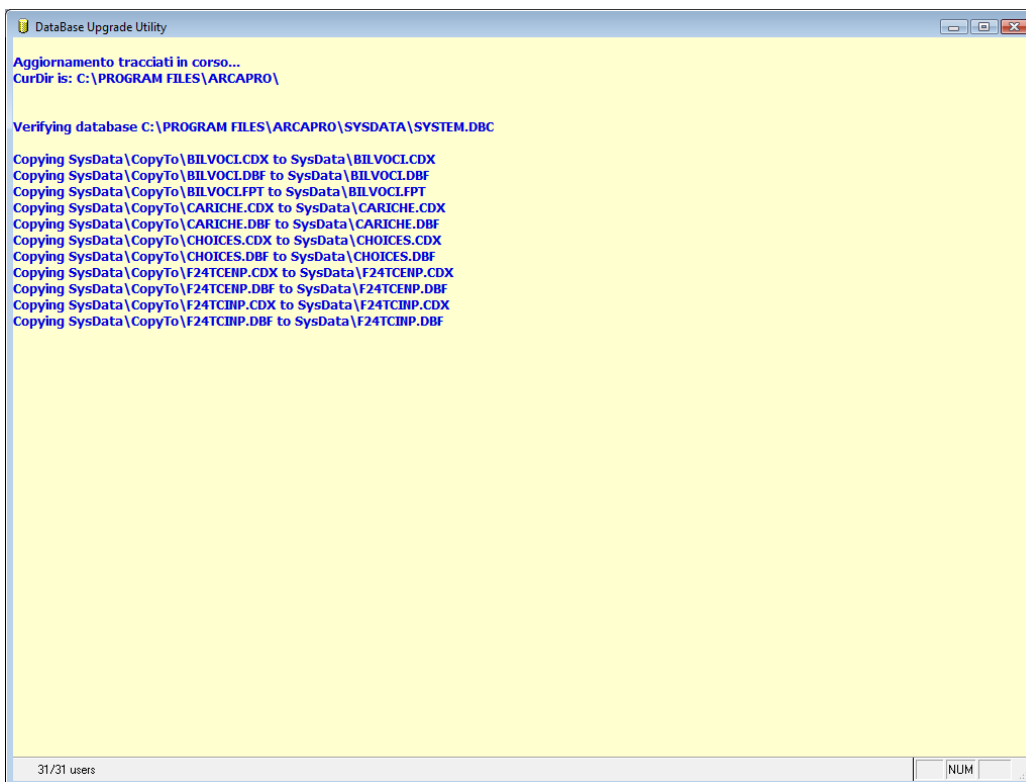 DataBase Upgrade Utility
Aggiornamento tracciati in corso...
CurDir is: C:\PROGRAM FILES\ARCAPRO\
Verifying database C:\PROGRAM FILES\ARCAPRO\SYSDATA\SYSTEM.DBC
Copying SysData\CopyTo\BILVOCI.CDX to SysData\BILVOCI.CDX
Copying SysData\CopyTo\BILVOCI.DBF to SysData\BILVOCI.DBF
Copying SysData\CopyTo\BILVOCI.FPT to SysData\BILVOCI.FPT
Copying SysData\CopyTo\CARICHE.CDX to SysData\CARICHE.CDX
Copying SysData\CopyTo\CARICHE.DBF to SysData\CARICHE.DBF
Copying SysData\CopyTo\CHOICES.CDX to SysData\CHOICES.CDX
Copying SysData\CopyTo\CHOICES.DBF to SysData\CHOICES.DBF
Copying SysData\CopyTo\F24TCENP.CDX to SysData\F24TCENP.CDX
Copying SysData\CopyTo\F24TCENP.DBF to SysData\F24TCENP.DBF
Copying SysData\CopyTo\F24TCINP.CDX to SysData\F24TCINP.CDX
Copying SysData\CopyTo\F24TCINP.DBF to SysData\F24TCINP.DBF
31/31 users NUM